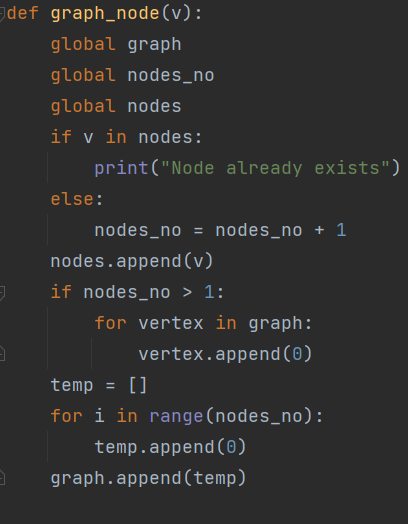 def graph_node(v):
    global graph
    global nodes_no
    global nodes
    if v in nodes:
        print("Node already exists")
    else:
        nodes_no = nodes_no + 1
    nodes.append(v)
    if nodes_no > 1:
        for vertex in graph:
            vertex.append(0)
    temp = []
    for i in range(nodes_no):
        temp.append(0)
    graph.append(temp)